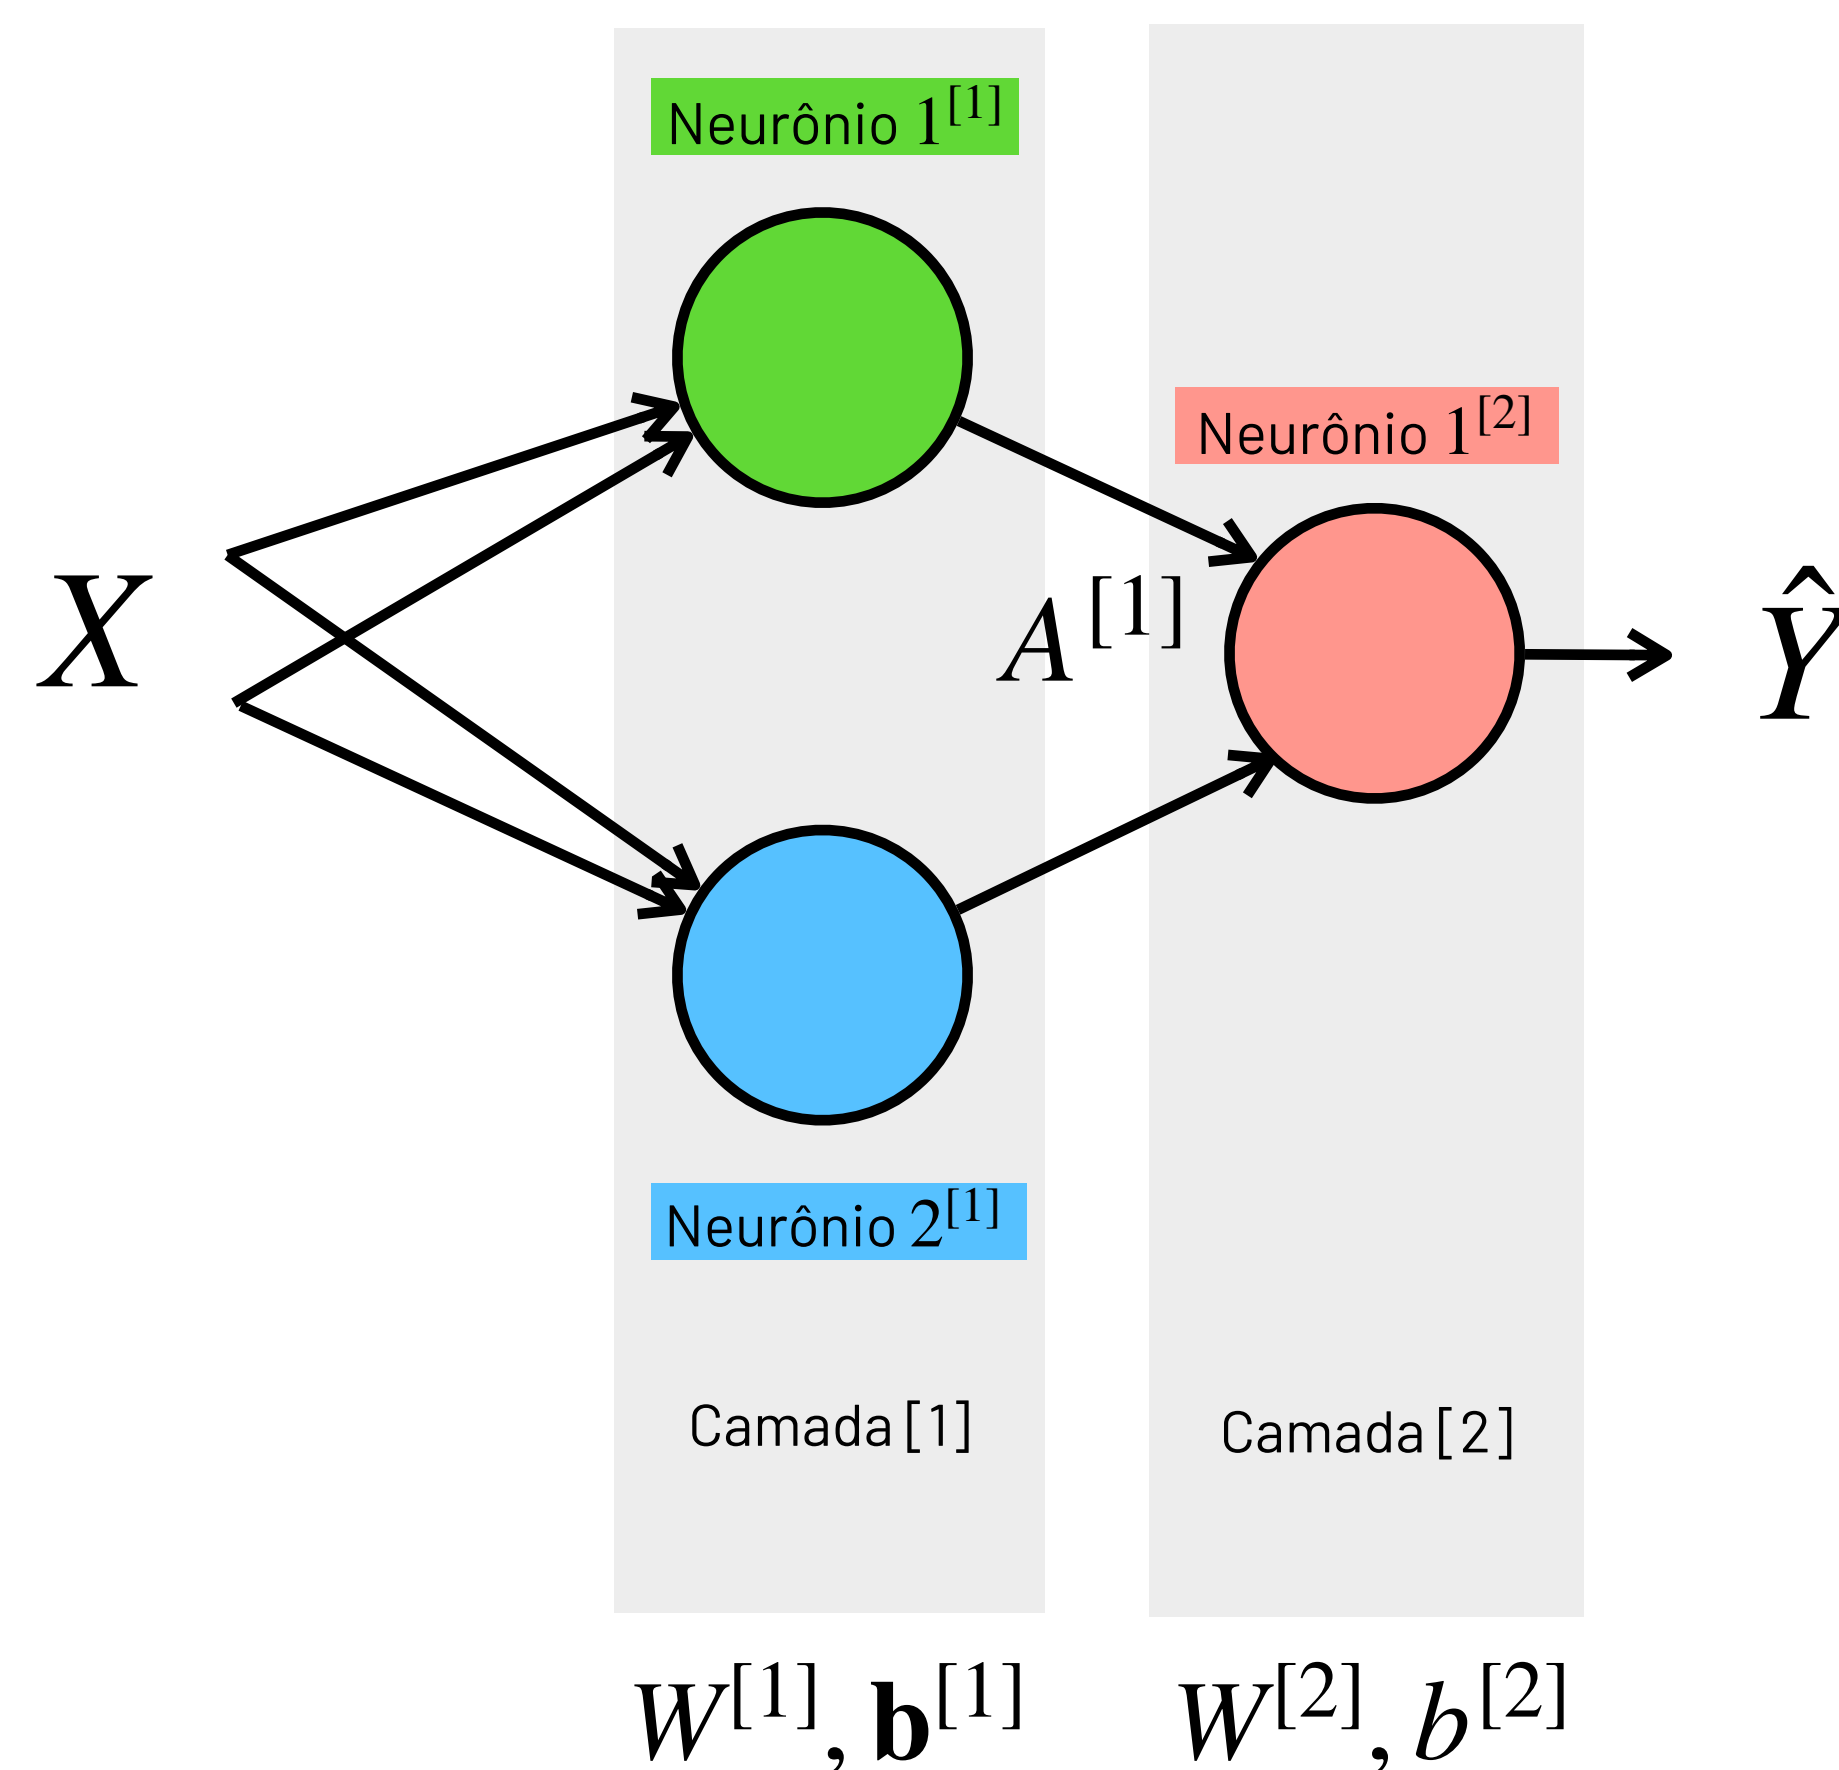 Neurônio 1^[1]
Neurônio 1^[2]
X
A^[1]
Ŷ
Neurônio 2^[1]
Camada [1]
Camada [2]
W^[1], b^[1]
W^[2], b^[2]